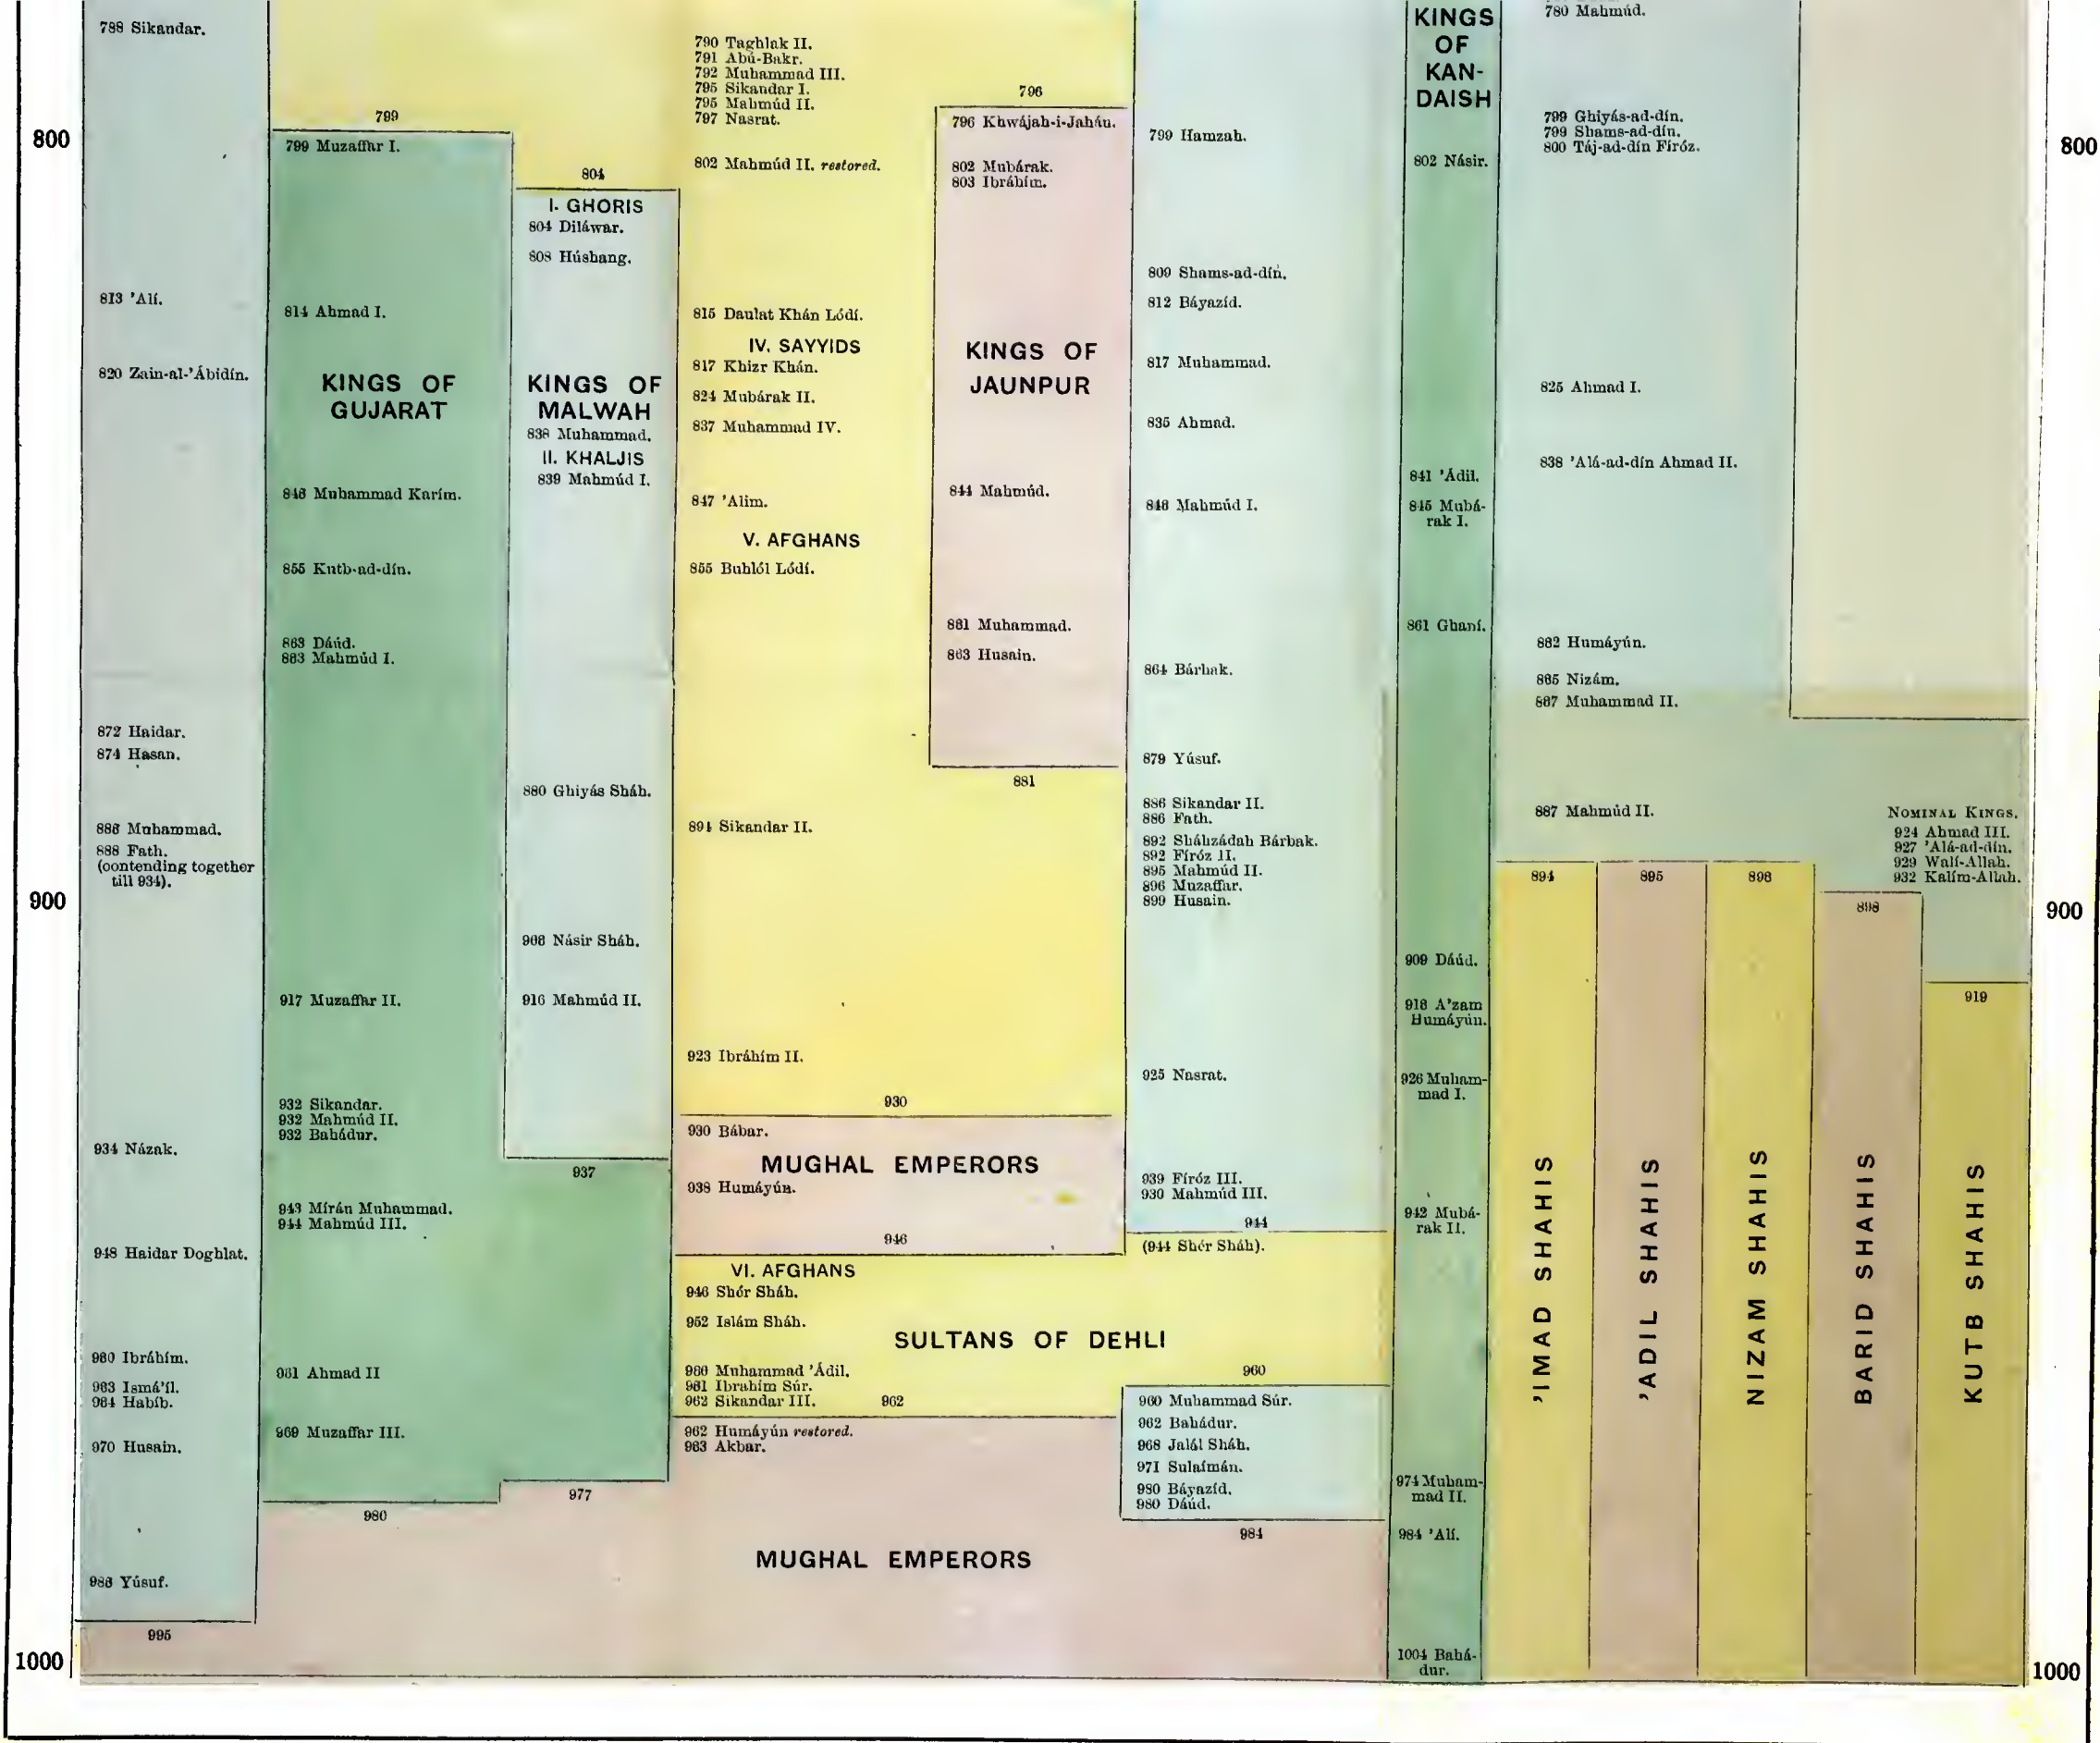 800
900
1000
788 Sikandar.
813 'Alí.
820 Zain-al-'Ábidín.
872 Haidar.
874 Hasan.
886 Muhammad.
888 Fath.
(contending together
till 934).
934 Názak.
948 Haidar Doghlat.
960 Ibráhím.
963 Ismá'íl.
964 Habíb.
970 Husain.
986 Yúsuf.
995
799
799 Muzaffar I.
814 Ahmad I.
KINGS OF
GUJARAT
846 Muhammad Karím.
855 Kutb-ad-dín.
863 Dáúd.
863 Mahmúd I.
917 Muzaffar II.
932 Sikandar.
932 Mahmúd II.
932 Bahádur.
943 Mírán Muhammad.
944 Mahmúd III.
961 Ahmad II
969 Muzaffar III.
980
804
I. GHORIS
804 Diláwar.
808 Húshang.
KINGS OF
MALWAH
838 Muhammad.
II. KHALJIS
839 Mahmúd I.
880 Ghiyás Sháh.
906 Násir Sháh.
916 Mahmúd II.
937
977
790 Taghlak II.
791 Abú-Bakr.
792 Muhammad III.
795 Sikandar I.
795 Mahmúd II.
797 Nasrat.
802 Mahmúd II. restored.
815 Daulat Khán Lódí.
IV. SAYYIDS
817 Khizr Khán.
824 Mubárak II.
837 Muhammad IV.
847 'Alim.
V. AFGHANS
855 Buhlól Lódí.
894 Sikandar II.
923 Ibráhím II.
930
930 Bábar.
MUGHAL EMPERORS
938 Humáyún.
946
VI. AFGHANS
946 Shér Sháh.
952 Islám Sháh.
SULTANS OF DEHLI
960 Muhammad 'Ádil.
961 Ibrahím Súr.
962 Sikandar III.
962
962 Humáyún restored.
963 Akbar.
MUGHAL EMPERORS
796
796 Khwájah-i-Jahán.
802 Mubárak.
803 Ibráhím.
KINGS OF
JAUNPUR
844 Mahmúd.
861 Muhammad.
863 Husain.
881
799 Hamzah.
809 Shams-ad-dín.
812 Báyazíd.
817 Muhammad.
835 Ahmad.
846 Mahmúd I.
864 Bárbak.
879 Yúsuf.
886 Sikandar II.
886 Fath.
892 Sháhzádah Bárbak.
892 Fíróz II.
895 Mahmúd II.
896 Muzaffar.
899 Husain.
925 Nasrat.
939 Fíróz III.
930 Mahmúd III.
944
(944 Shér Sháh).
960
960 Muhammad Súr.
962 Bahádur.
968 Jalál Sháh.
971 Sulaímán.
980 Báyazíd.
980 Dáúd.
984
KINGS
OF
KAN-
DAISH
802 Násir.
841 'Ádil.
845 Mubá-
rak I.
861 Ghaní.
909 Dáúd.
918 A'zam
Humáyún.
926 Muham-
mad I.
942 Mubá-
rak II.
974 Muham-
mad II.
984 'Alí.
1004 Bahá-
dur.
780 Mahmúd.
799 Ghiyás-ad-dín.
799 Shams-ad-dín.
800 Táj-ad-dín Fíróz.
825 Ahmad I.
838 'Alá-ad-dín Ahmad II.
862 Humáyún.
865 Nizám.
867 Muhammad II.
887 Mahmúd II.
NOMINAL KINGS.
924 Ahmad III.
927 'Alá-ad-dín.
929 Walí-Allah.
932 Kalím-Allah.
894
'IMAD SHAHIS
895
'ADIL SHAHIS
896
NIZAM SHAHIS
898
BARID SHAHIS
919
KUTB SHAHIS
800
900
1000